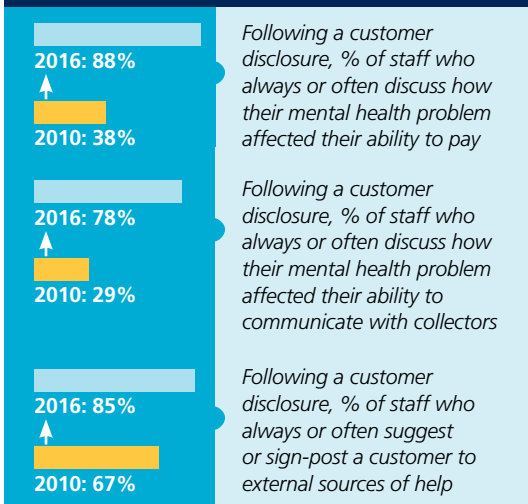 2016: 88%
2010: 38%
Following a customer
disclosure, % of staff who
always or often discuss how
their mental health problem
affected their ability to pay
2016: 78%
2010: 29%
Following a customer
disclosure, % of staff who
always or often discuss how
their mental health problem
affected their ability to
communicate with collectors
2016: 85%
2010: 67%
Following a customer
disclosure, % of staff who
always or often suggest
or sign-post a customer to
external sources of help